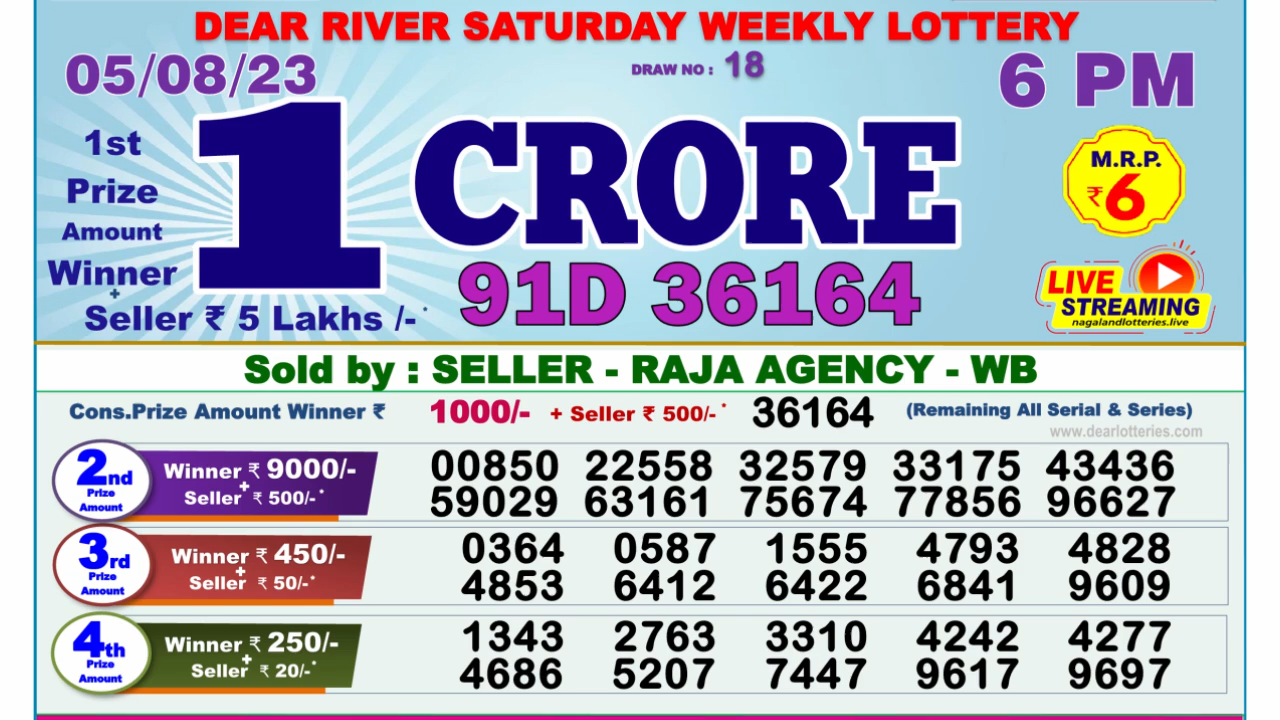 DEAR RIVER SATURDAY WEEKLY LOTTERY
05/08/23
DRAW NO : 18
6 PM
1st
Prize
Amount
Winner
+
Seller ₹ 5 Lakhs /- *
1 CRORE
91D 36164
M.R.P.
₹6
LIVE
STREAMING
nagalandlotteries.live
Sold by : SELLER - RAJA AGENCY - WB
Cons.Prize Amount Winner ₹ 1000/- + Seller ₹ 500/- * 36164 (Remaining All Serial & Series)
www.dearlotteries.com
2nd
Prize
Amount
Winner ₹ 9000/-
+
Seller ₹ 500/- *
00850 22558 32579 33175 43436
59029 63161 75674 77856 96627
3rd
Prize
Amount
Winner ₹ 450/-
+
Seller ₹ 50/- *
0364 0587 1555 4793 4828
4853 6412 6422 6841 9609
4th
Prize
Amount
Winner ₹ 250/-
+
Seller ₹ 20/- *
1343 2763 3310 4242 4277
4686 5207 7447 9617 9697